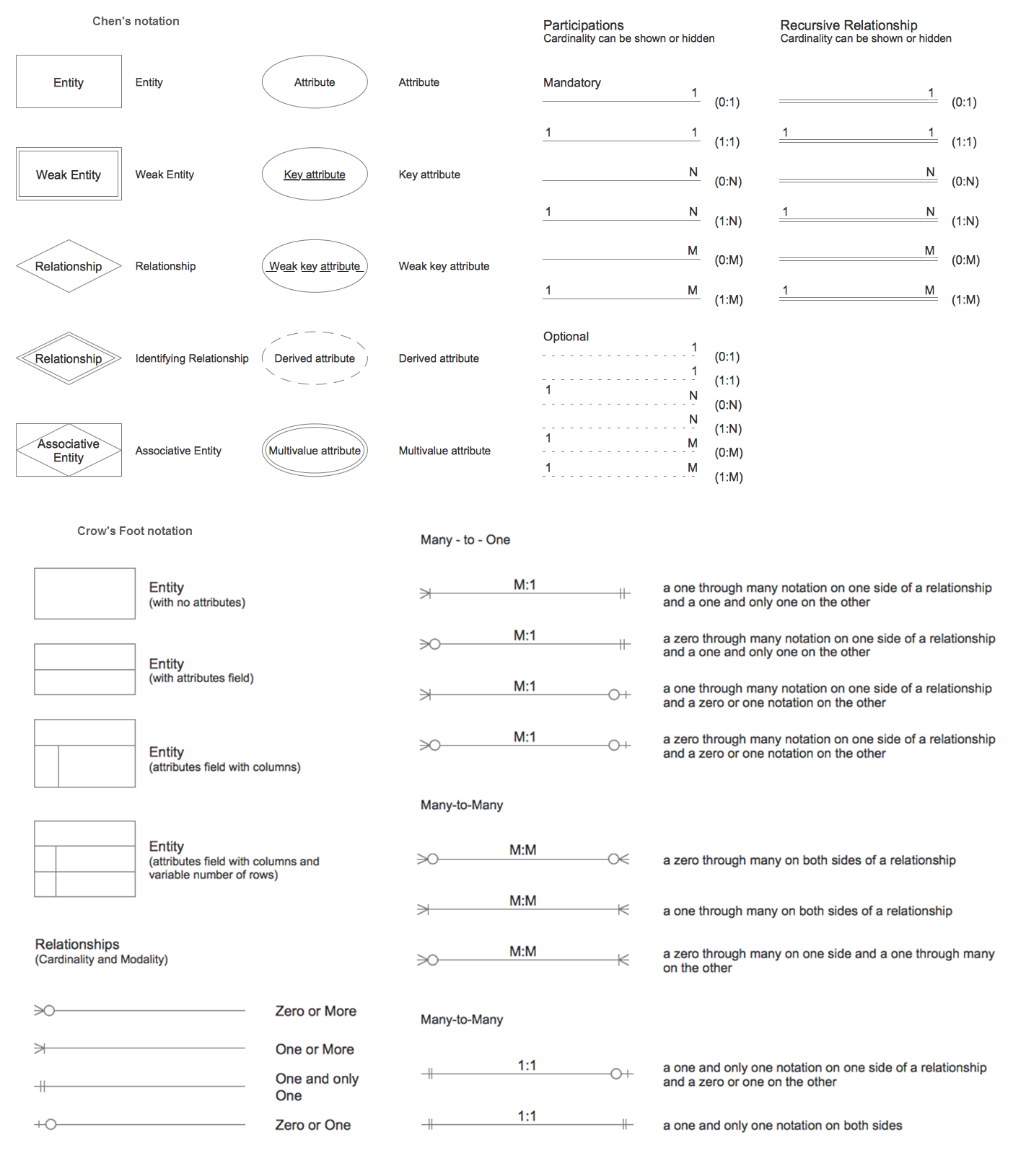 Chen's notation
Entity
Entity
Attribute
Attribute
Weak Entity
Weak Entity
Key attribute
Key attribute
Relationship
Relationship
Weak key attribute
Weak key attribute
Relationship
Identifying Relationship
Derived attribute
Derived attribute
Associative
Entity
Associative Entity
Multivalue attribute
Multivalue attribute
Participations
Cardinality can be shown or hidden
Mandatory
1 (0:1)
1 1 (1:1)
N (0:N)
1 N (1:N)
M (0:M)
1 M (1:M)
Optional
1
(0:1)
1
(1:1)
1
N
(0:N)
N
(1:N)
1
M
(0:M)
1 M
(1:M)
Recursive Relationship
Cardinality can be shown or hidden
1 (0:1)
1 1 (1:1)
N (0:N)
1 N (1:N)
M (0:M)
1 M (1:M)
Crow's Foot notation
Entity
(with no attributes)
Entity
(with attributes field)
Entity
(attributes field with columns)
Entity
(attributes field with columns and
variable number of rows)
Relationships
(Cardinality and Modality)
Zero or More
One or More
One and only
One
Zero or One
Many - to - One
M:1
a one through many notation on one side of a relationship
and a one and only one on the other
M:1
a zero through many notation on one side of a relationship
and a one and only one on the other
M:1
a one through many notation on one side of a relationship
and a zero or one notation on the other
M:1
a zero through many notation on one side of a relationship
and a zero or one notation on the other
Many-to-Many
M:M
a zero through many on both sides of a relationship
M:M
a one through many on both sides of a relationship
M:M
a zero through many on one side and a one through many
on the other
Many-to-Many
1:1
a one and only one notation on one side of a relationship
and a zero or one on the other
1:1
a one and only one notation on both sides